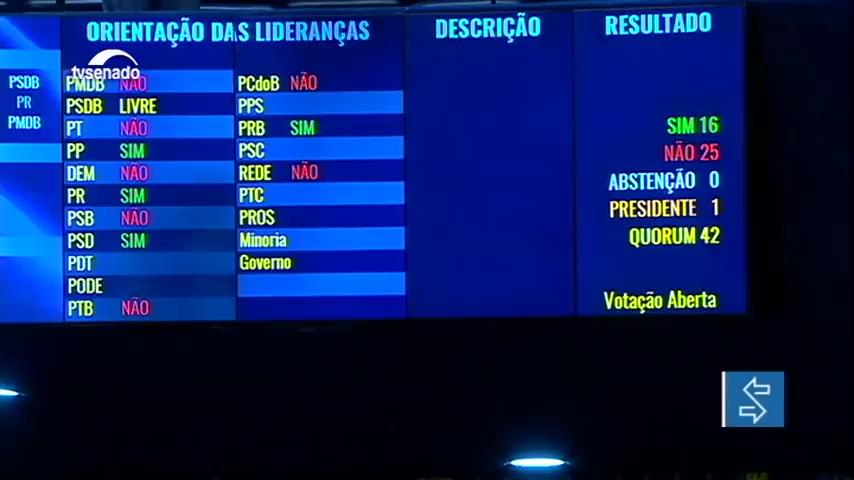 ORIENTAÇÃO DAS LIDERANÇAS
DESCRIÇÃO
RESULTADO
tvsenado
PSDB
PR
PMDB
PMDB NÃO
PSDB LIVRE
PT NÃO
PP SIM
DEM NÃO
PR SIM
PSB NÃO
PSD SIM
PDT
PODE
PTB NÃO
PCdoB NÃO
PPS
PRB SIM
PSC
REDE NÃO
PTC
PROS
Minoria
Governo
SIM 16
NÃO 25
ABSTENÇÃO 0
PRESIDENTE 1
QUORUM 42
Votação Aberta